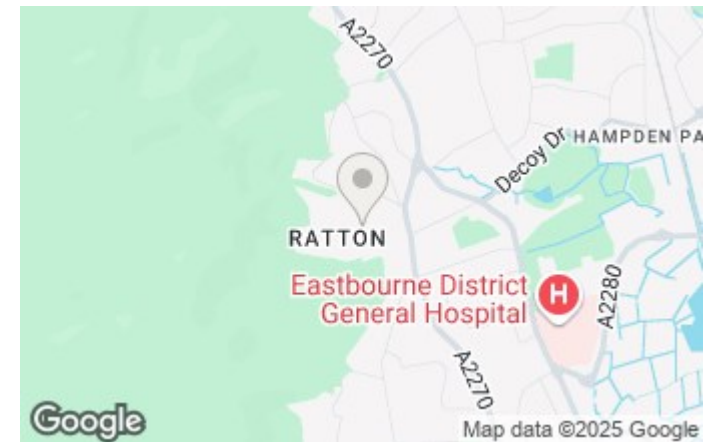 A2270
Decoy Dr
HAMPDEN PA
RATTON
Eastbourne District
General Hospital
H
A2280
A2270
Google
Map data ©2025 Google